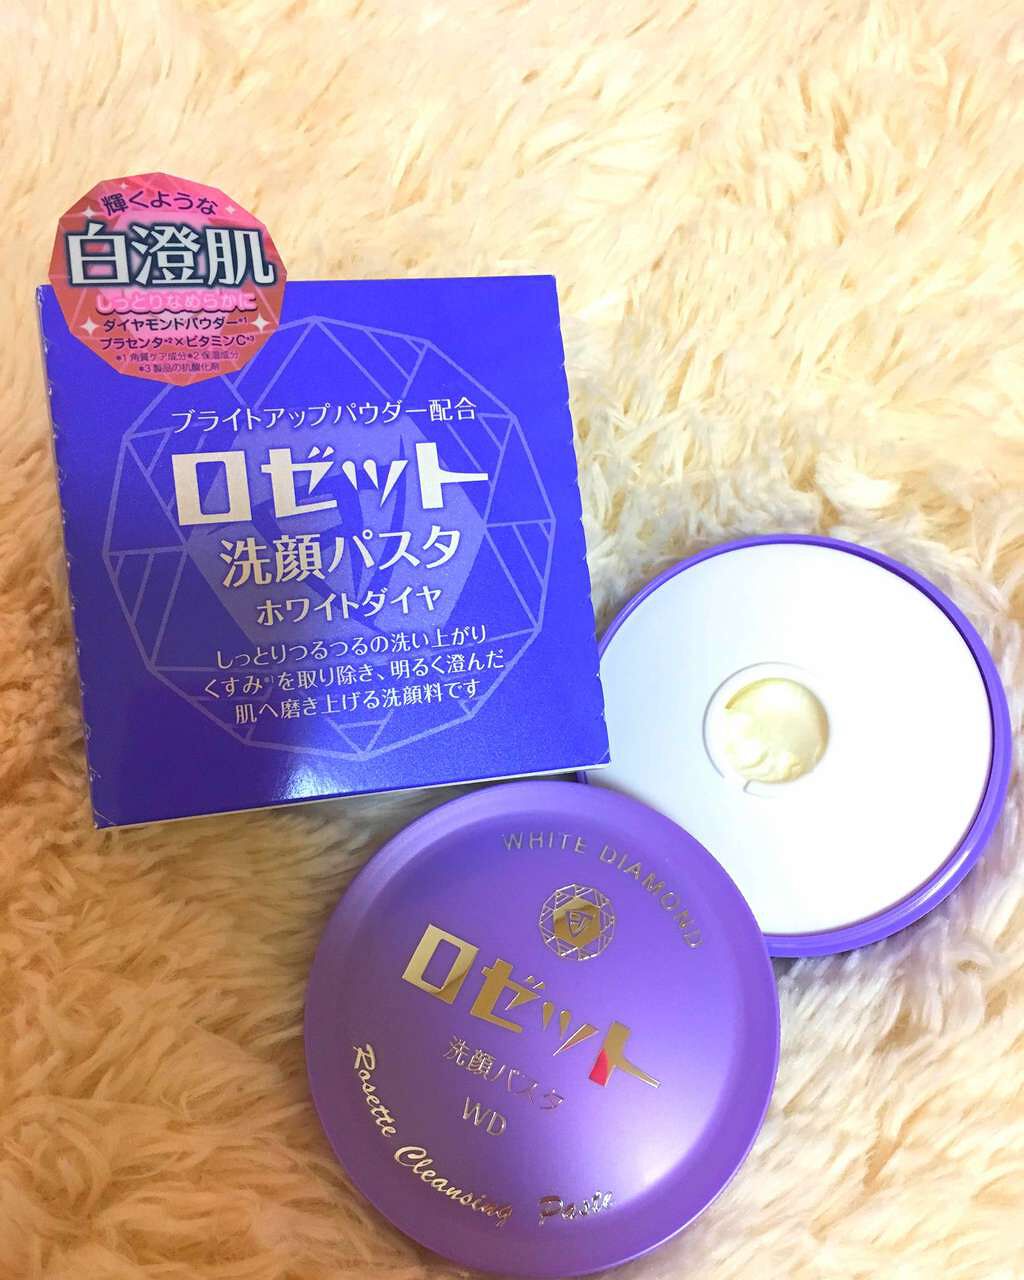 輝くような
白澄肌
しっとりなめらかに
ダイヤモンドパウダー*1
プラセンタ*2×ビタミンC*3
*1 角質ケア成分*2 保湿成分
*3 製品の抗酸化剤
ブライトアップパウダー配合
ロゼット
洗顔パスタ
ホワイトダイヤ
しっとりつるつるの洗い上がり
くすみ*1を取り除き、明るく澄んだ
肌へ磨き上げる洗顔料です
WHITE DIAMOND
ロゼット
洗顔パスタ
WD
Rosette Cleansing Paste